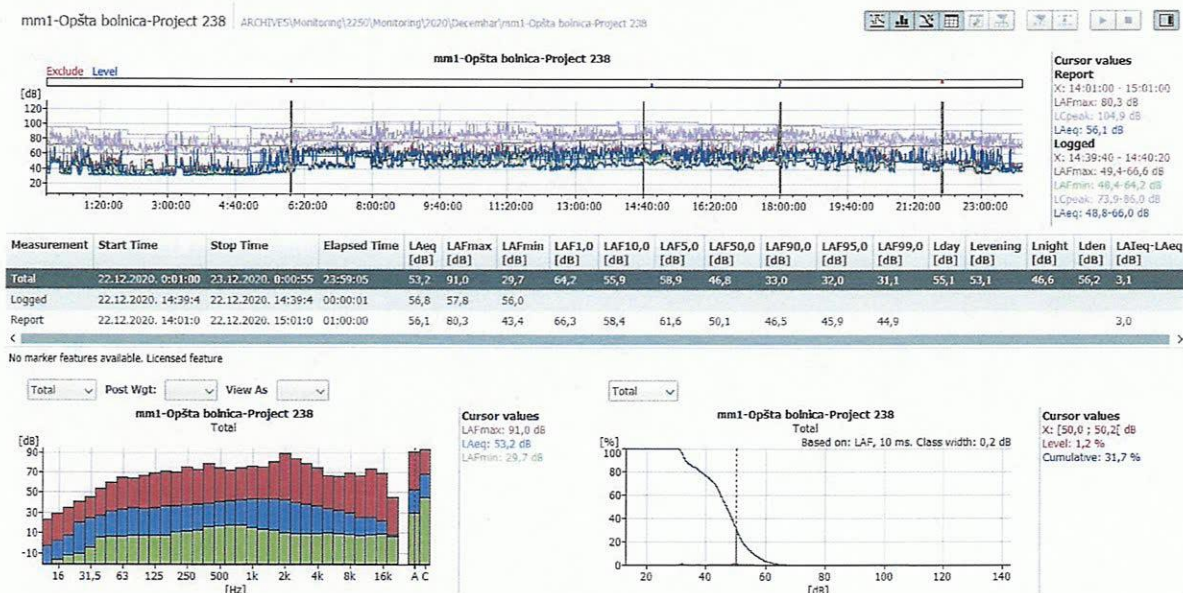 mm1-Opšta bolnica-Project 238
ARCHIVES\Monitoring\2250\Monitoring\2020\Decembar\mm1-Opšta bolnica-Project 238
mm1-Opšta bolnica-Project 238
Exclude Level
[dB]
120
100
80
60
40
20
1:20:00 3:00:00 4:40:00 6:20:00 8:00:00 9:40:00 11:20:00 13:00:00 14:40:00 16:20:00 18:00:00 19:40:00 21:20:00 23:00:00
Cursor values
Report
X: 14:01:00 - 15:01:00
LAFmax: 80,3 dB
LCpeak: 104,9 dB
LAeq: 56,1 dB
Logged
X: 14:39:40 - 14:40:20
LAFmax: 49,4-66,6 dB
LAFmin: 48,4-64,2 dB
LCpeak: 73,9-86,0 dB
LAeq: 48,8-66,0 dB
Measurement Start Time Stop Time Elapsed Time LAeq [dB] LAFmax [dB] LAFmin [dB] LAF1,0 [dB] LAF10,0 [dB] LAF5,0 [dB] LAF50,0 [dB] LAF90,0 [dB] LAF95,0 [dB] LAF99,0 [dB] Lday [dB] Levening [dB] Lnight [dB] Lden [dB] LAIeq-LAeq [dB]
Total 22.12.2020. 0:01:00 23.12.2020. 0:00:55 23:59:05 53,2 91,0 29,7 64,2 55,9 58,9 46,8 33,0 32,0 31,1 55,1 53,1 46,6 56,2 3,1
Logged 22.12.2020. 14:39:4 22.12.2020. 14:39:4 00:00:01 56,8 57,8 56,0
Report 22.12.2020. 14:01:0 22.12.2020. 15:01:0 01:00:00 56,1 80,3 43,4 66,3 58,4 61,6 50,1 46,5 45,9 44,9 3,0
No marker features available. Licensed feature
Total Post Wgt: View As
mm1-Opšta bolnica-Project 238
Total
[dB]
90
70
50
30
10
-10
16 31,5 63 125 250 500 1k 2k 4k 8k 16k A C
[Hz]
Cursor values
LAFmax: 91,0 dB
LAeq: 53,2 dB
LAFmin: 29,7 dB
Total
mm1-Opšta bolnica-Project 238
Total
Based on: LAF, 10 ms. Class width: 0,2 dB
[%]
100
80
60
40
20
0
20 40 60 80 100 120 140
[dB]
Cursor values
X: [50,0 ; 50,2[ dB
Level: 1,2 %
Cumulative: 31,7 %